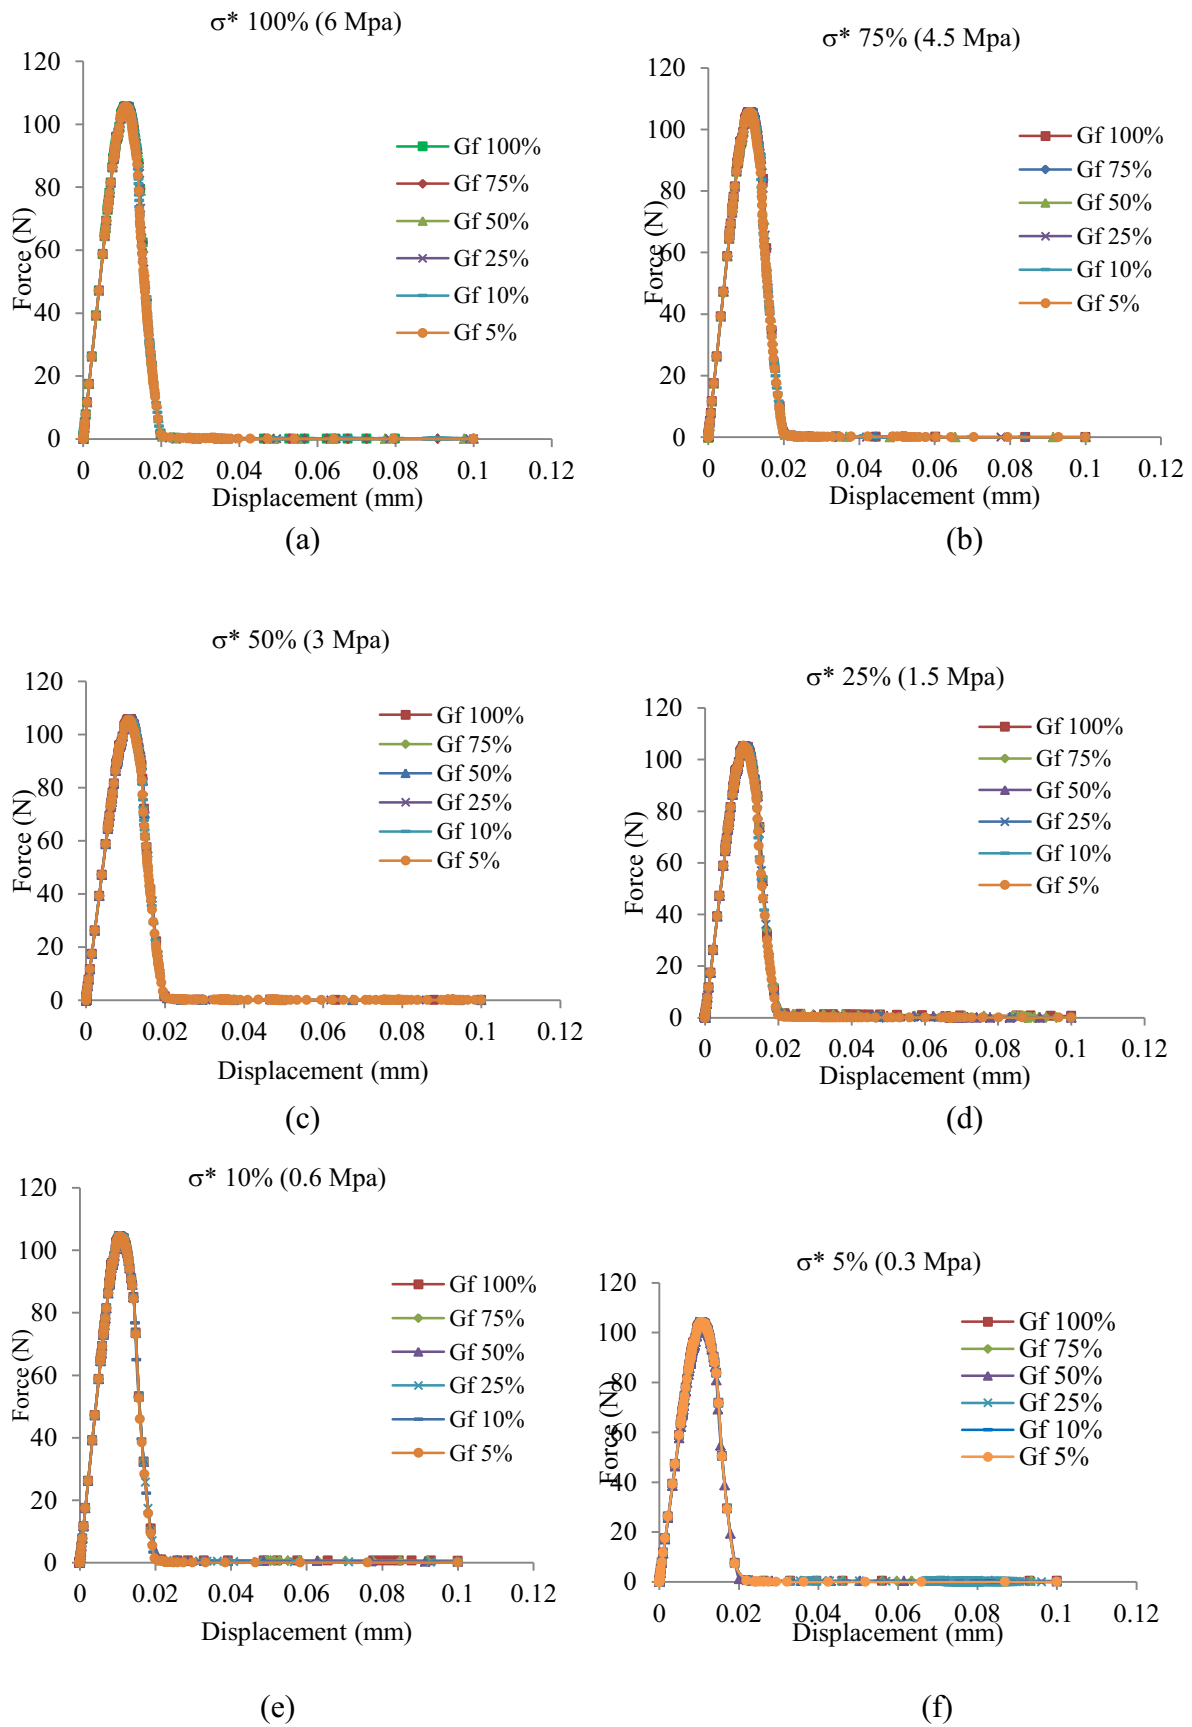 σ* 100% (6 Mpa)
120
100
80
60
40
20
0
Force (N)
Gf 100%
Gf 75%
Gf 50%
Gf 25%
Gf 10%
Gf 5%
0 0.02 0.04 0.06 0.08 0.1 0.12
Displacement (mm)
(a)
σ* 75% (4.5 Mpa)
120
100
80
60
40
20
0
Force (N)
Gf 100%
Gf 75%
Gf 50%
Gf 25%
Gf 10%
Gf 5%
0 0.02 0.04 0.06 0.08 0.1 0.12
Displacement (mm)
(b)
σ* 50% (3 Mpa)
120
100
80
60
40
20
0
Force (N)
Gf 100%
Gf 75%
Gf 50%
Gf 25%
Gf 10%
Gf 5%
0 0.02 0.04 0.06 0.08 0.1 0.12
Displacement (mm)
(c)
σ* 25% (1.5 Mpa)
120
100
80
60
40
20
0
Force (N)
Gf 100%
Gf 75%
Gf 50%
Gf 25%
Gf 10%
Gf 5%
0 0.02 0.04 0.06 0.08 0.1 0.12
Displacement (mm)
(d)
σ* 10% (0.6 Mpa)
120
100
80
60
40
20
0
Force (N)
Gf 100%
Gf 75%
Gf 50%
Gf 25%
Gf 10%
Gf 5%
0 0.02 0.04 0.06 0.08 0.1 0.12
Displacement (mm)
(e)
σ* 5% (0.3 Mpa)
120
100
80
60
40
20
0
Force (N)
Gf 100%
Gf 75%
Gf 50%
Gf 25%
Gf 10%
Gf 5%
0 0.02 0.04 0.06 0.08 0.1 0.12
Displacement (mm)
(f)